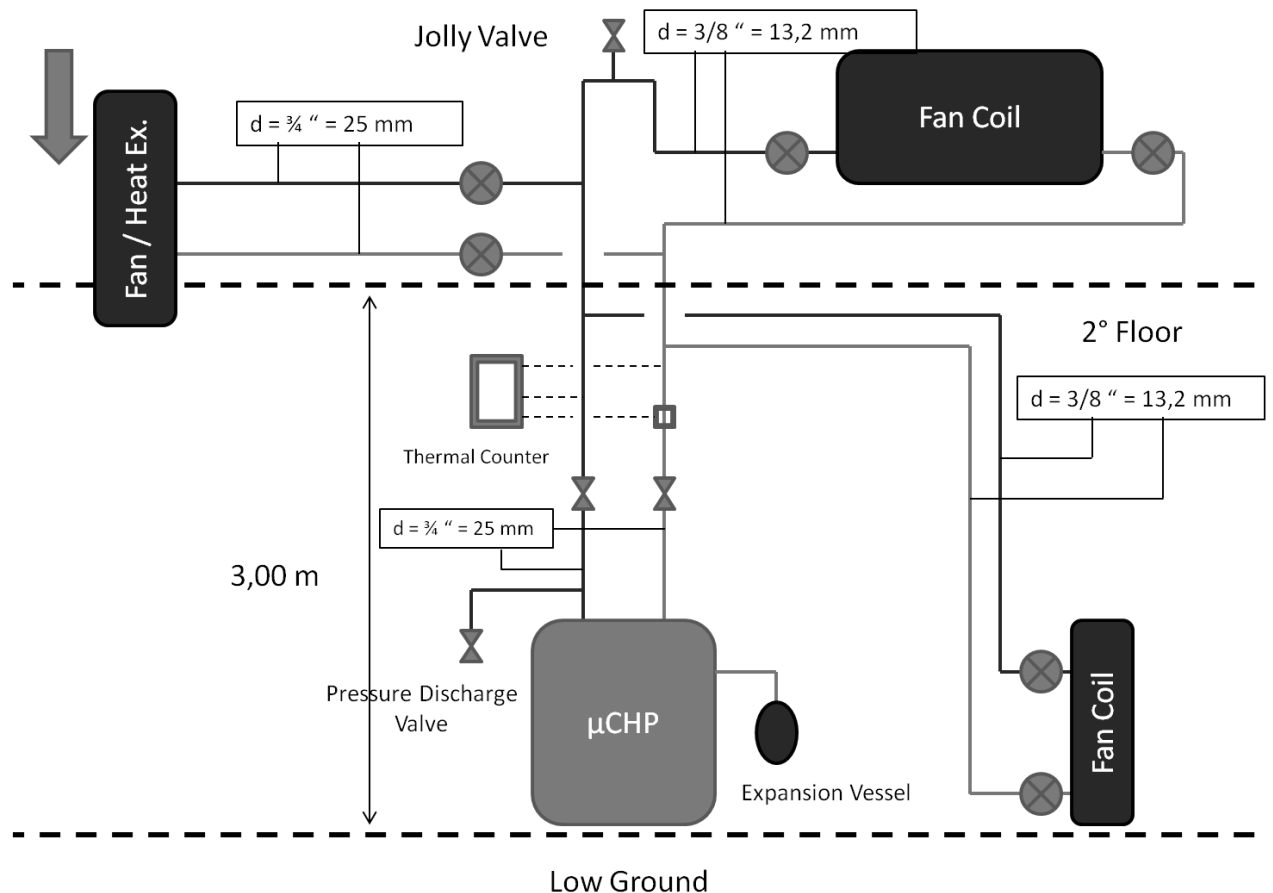 Jolly Valve
d = 3/8 “ = 13,2 mm
Fan Coil
d = ¾ “ = 25 mm
Fan / Heat Ex.
2° Floor
d = 3/8 “ = 13,2 mm
Thermal Counter
d = ¾ “ = 25 mm
3,00 m
Pressure Discharge
Valve
μCHP
Fan Coil
Expansion Vessel
Low Ground